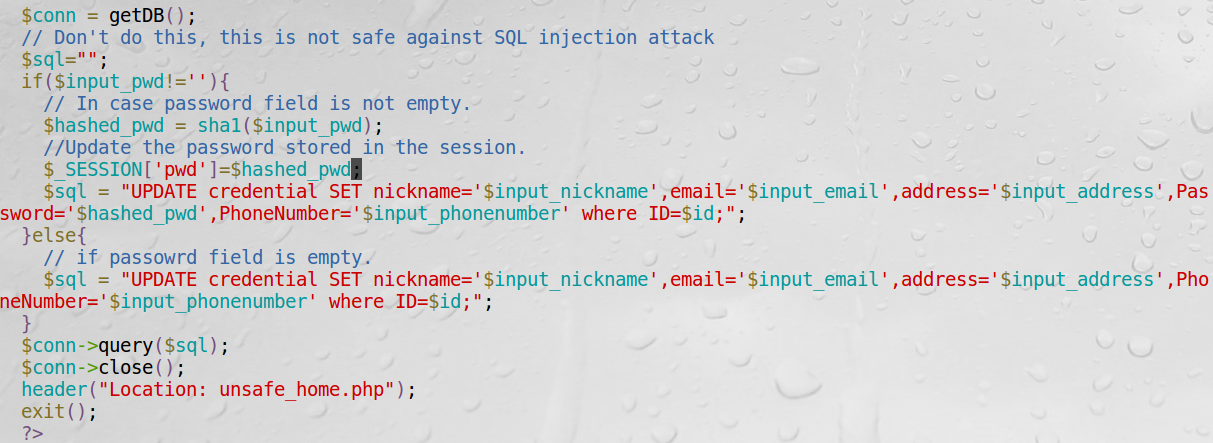 $conn = getDB();
// Don't do this, this is not safe against SQL injection attack
$sql="";
if($input_pwd!=''){
// In case password field is not empty.
$hashed_pwd = sha1($input_pwd);
//Update the password stored in the session.
$_SESSION['pwd']=$hashed_pwd;
$sql = "UPDATE credential SET nickname='$input_nickname',email='$input_email',address='$input_address',Pas
sword='$hashed_pwd',PhoneNumber='$input_phonenumber' where ID=$id;";
}else{
// if passowrd field is empty.
$sql = "UPDATE credential SET nickname='$input_nickname',email='$input_email',address='$input_address',Pho
neNumber='$input_phonenumber' where ID=$id;";
}
$conn->query($sql);
$conn->close();
header("Location: unsafe_home.php");
exit();
?>